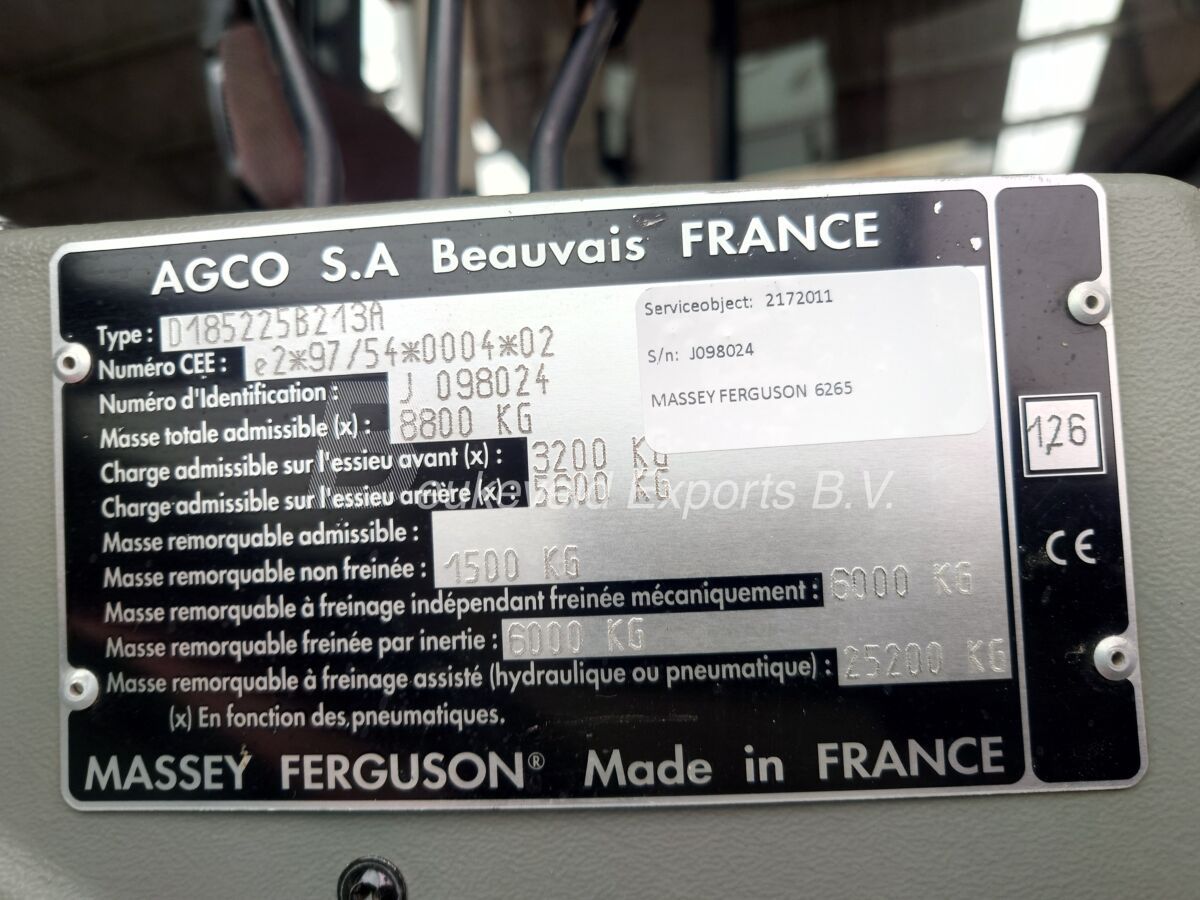 AGCO S.A Beauvais FRANCE
Type : D185225B213A
Numéro CEE : e2*97/54*0004*02
Numéro d'Identification : J 098024
Masse totale admissible (x) : 8800 KG
Charge admissible sur l'essieu avant (x) : 3200 KG
Charge admissible sur l'essieu arrière (x) : 5600 KG
Masse remorquable admissible :
Masse remorquable non freinée : 1500 KG
Masse remorquable à freinage indépendant freinée mécaniquement : 6000 KG
Masse remorquable freinée par inertie : 6000 KG
Masse remorquable à freinage assisté (hydraulique ou pneumatique) : 25200 KG
(x) En fonction des pneumatiques.
MASSEY FERGUSON® Made in FRANCE
Serviceobject: 2172011
S/n: J098024
MASSEY FERGUSON 6265
126
CE
Exports B.V.